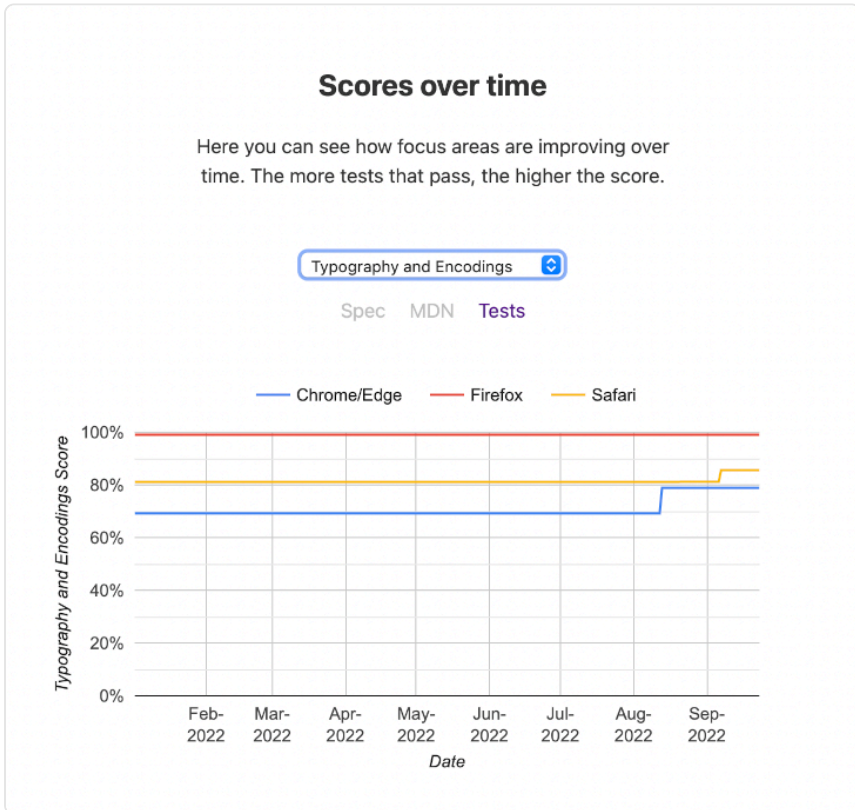 Scores over time
Here you can see how focus areas are improving over
time. The more tests that pass, the higher the score.
Typography and Encodings
Spec MDN Tests
Chrome/Edge Firefox Safari
Typography and Encodings Score
100%
80%
60%
40%
20%
0%
Feb- Mar- Apr- May- Jun- Jul- Aug- Sep-
2022 2022 2022 2022 2022 2022 2022 2022
Date